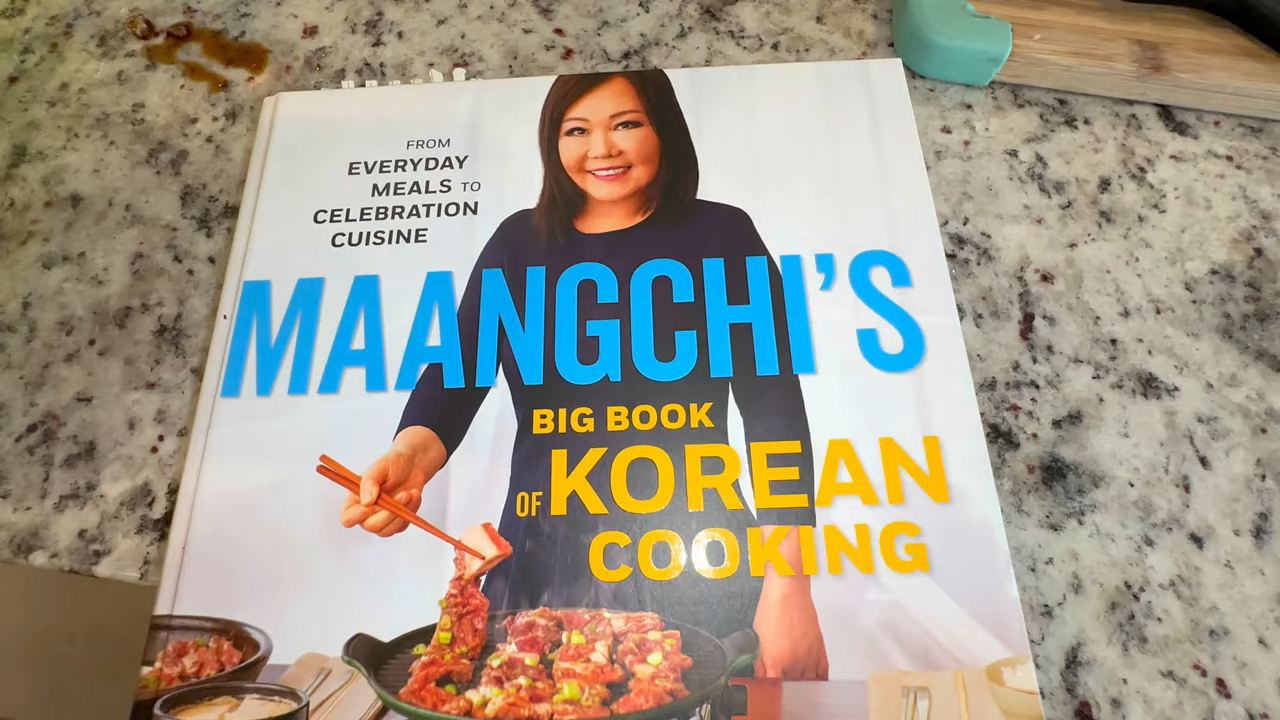 FROM
EVERYDAY
MEALS TO
CELEBRATION
CUISINE
MAANGCHI'S
BIG BOOK
OF KOREAN
COOKING